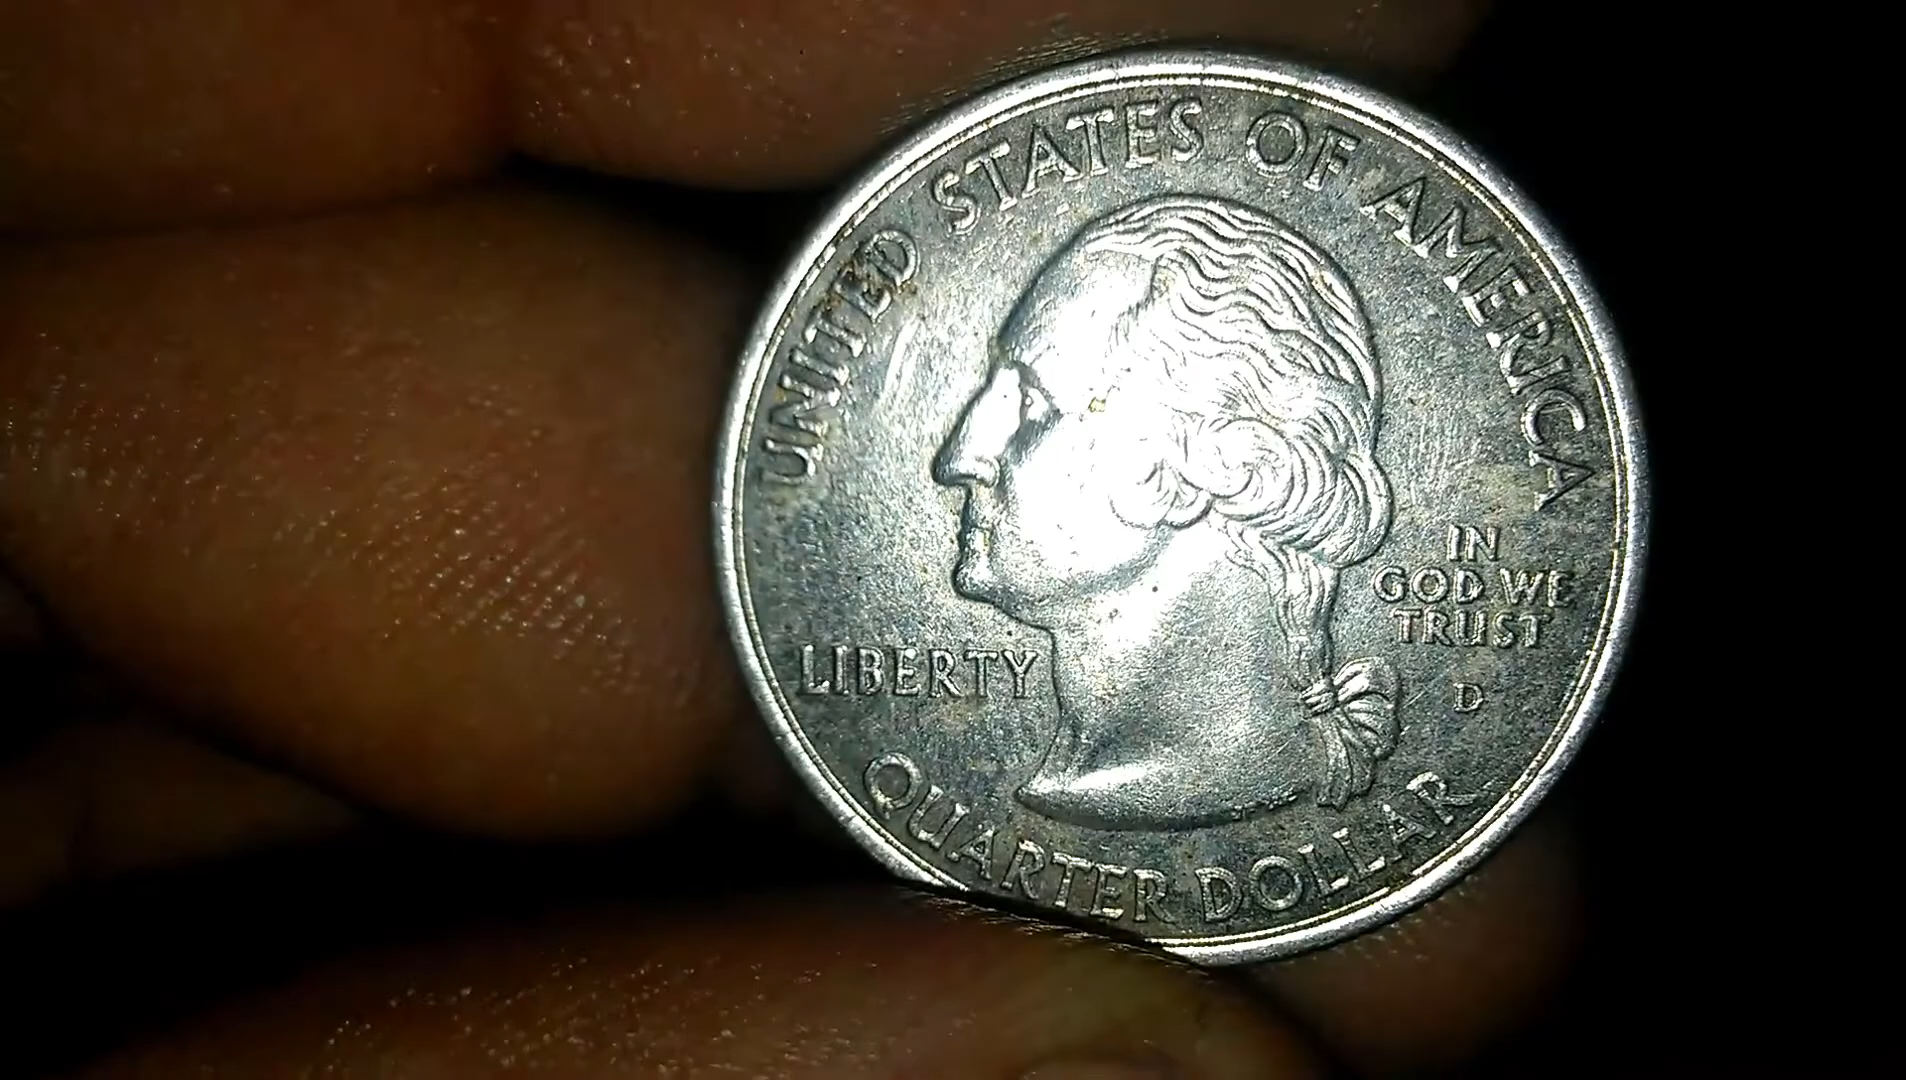 UNITED STATES OF AMERICA
LIBERTY
IN
GOD WE
TRUST
D
QUARTER DOLLAR